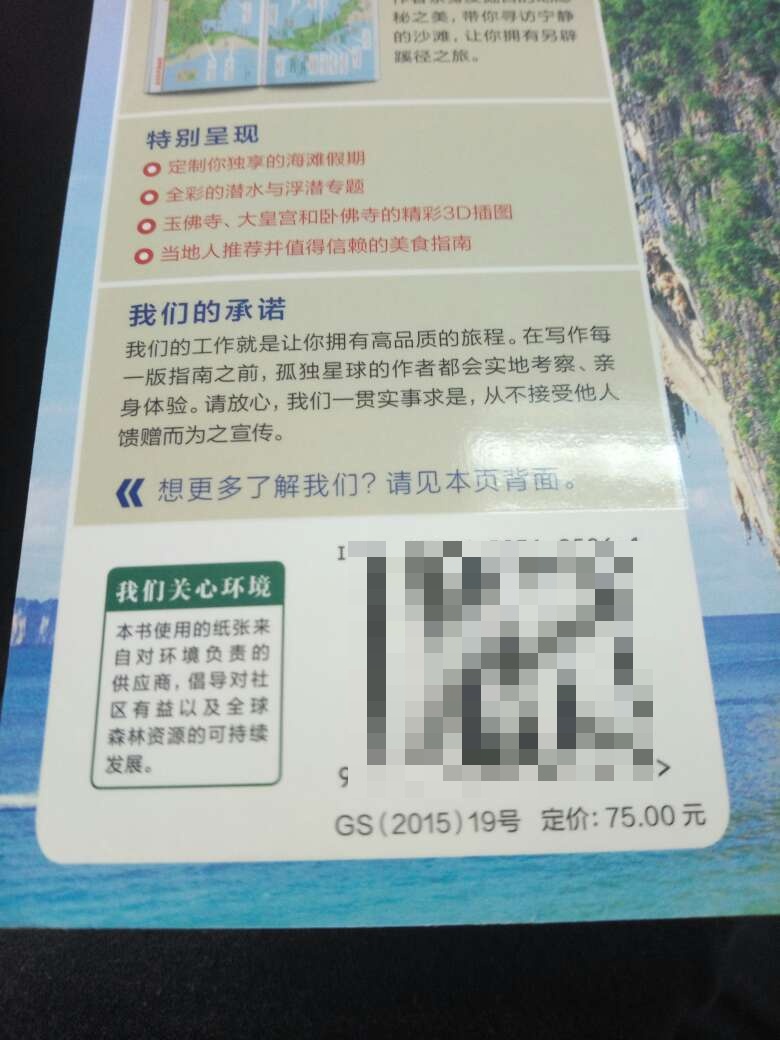 秘之美，带你寻访宁静
的沙滩，让你拥有另辟
蹊径之旅。
特别呈现
定制你独享的海滩假期
全彩的潜水与浮潜专题
玉佛寺、大皇宫和卧佛寺的精彩3D插图
当地人推荐并值得信赖的美食指南
我们的承诺
我们的工作就是让你拥有高品质的旅程。在写作每
一版指南之前，孤独星球的作者都会实地考察、亲
身体验。请放心，我们一贯实事求是，从不接受他人
馈赠而为之宣传。
想更多了解我们？请见本页背面。
我们关心环境
本书使用的纸张来
自对环境负责的
供应商，倡导对社
区有益以及全球
森林资源的可持续
发展。
GS(2015)19号 定价：75.00元